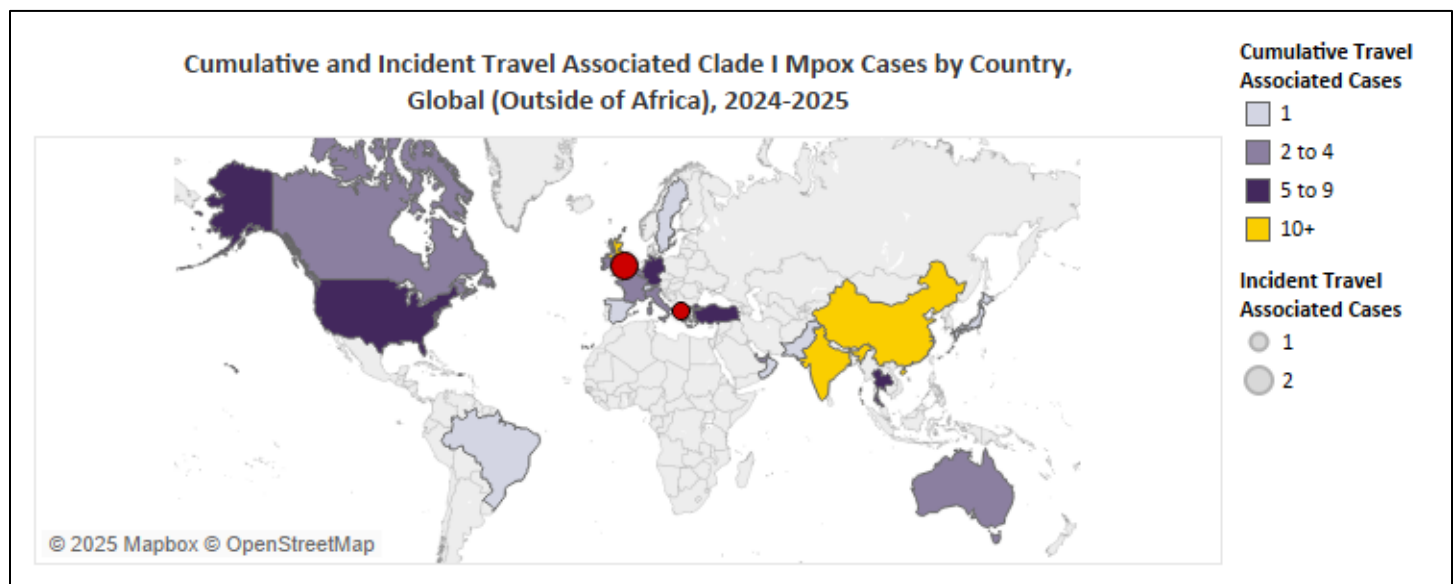 Cumulative and Incident Travel Associated Clade I Mpox Cases by Country,
Global (Outside of Africa), 2024-2025
Cumulative Travel
Associated Cases
1
2 to 4
5 to 9
10+
Incident Travel
Associated Cases
1
2
© 2025 Mapbox © OpenStreetMap